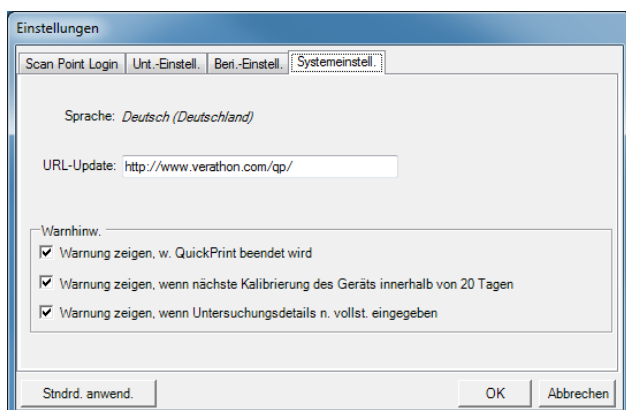 Einstellungen
Scan Point Login Unt.-Einstell. Beri.-Einstell. Systemeinstell.
Sprache: Deutsch (Deutschland)
URL-Update: http://www.verathon.com/qp/
Warnhinw.
Warnung zeigen, w. QuickPrint beendet wird
Warnung zeigen, wenn nächste Kalibrierung des Geräts innerhalb von 20 Tagen
Warnung zeigen, wenn Untersuchungsdetails n. vollst. eingegeben
Stndrd. anwend. OK Abbrechen